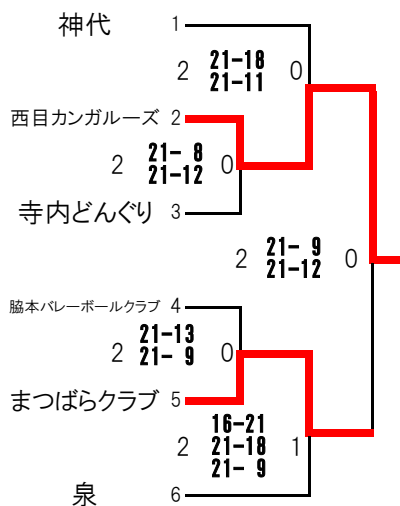 神代 1
2 21-18 0
21-11
西目カンガルーズ 2
2 21- 8 0
21-12
寺内どんぐり 3
2 21- 9 0
21-12
脇本バレーボールクラブ 4
2 21-13 0
21- 9
まつばらクラブ 5
2 16-21 1
21-18
21- 9
泉 6